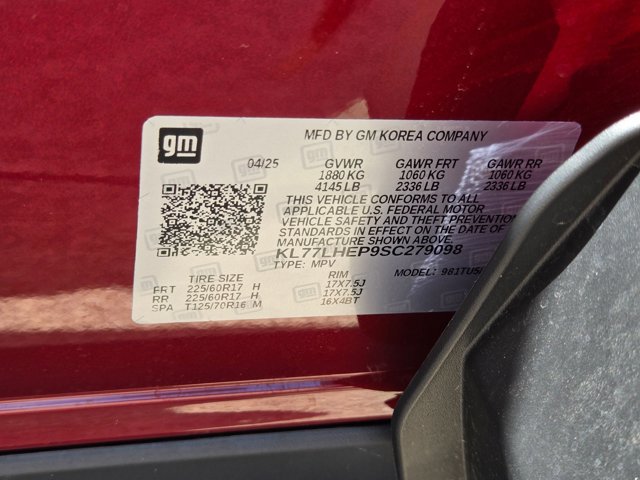 gm
MFD BY GM KOREA COMPANY
04/25 GVWR GAWR FRT GAWR RR
1880 KG 1060 KG 1060 KG
4145 LB 2336 LB 2336 LB
THIS VEHICLE CONFORMS TO ALL
APPLICABLE U.S. FEDERAL MOTOR
VEHICLE SAFETY AND THEFT PREVENTION
STANDARDS IN EFFECT ON THE DATE OF
MANUFACTURE SHOWN ABOVE.
KL77LHEP9SC279098
TYPE: MPV MODEL:
TIRE SIZE RIM
FRT 225/60R17 H 17X7.5J
RR 225/60R17 H 17X7.5J
SPA T125/70R16 M 16X4BT